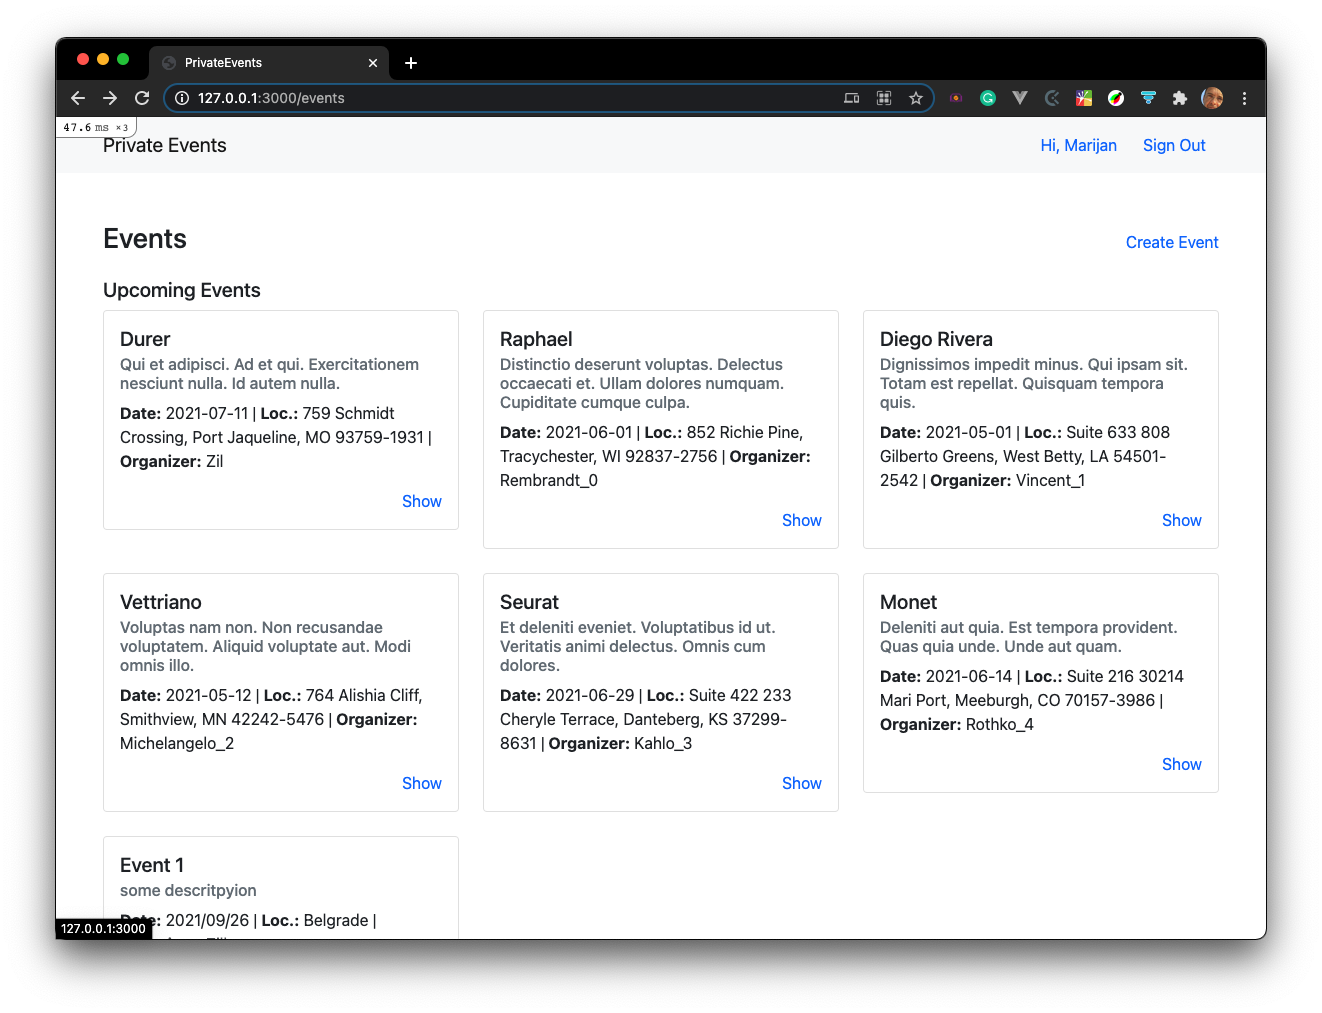 PrivateEvents
127.0.0.1:3000/events
47.6 ms ×3
Private Events
Hi, Marijan
Sign Out
Events
Create Event
Upcoming Events
Durer
Qui et adipisci. Ad et qui. Exercitationem
nesciunt nulla. Id autem nulla.
Date: 2021-07-11 | Loc.: 759 Schmidt
Crossing, Port Jaqueline, MO 93759-1931 |
Organizer: Zil
Show
Raphael
Distinctio deserunt voluptas. Delectus
occaecati et. Ullam dolores numquam.
Cupiditate cumque culpa.
Date: 2021-06-01 | Loc.: 852 Richie Pine,
Tracychester, WI 92837-2756 | Organizer:
Rembrandt_0
Show
Diego Rivera
Dignissimos impedit minus. Qui ipsam sit.
Totam est repellat. Quisquam tempora
quis.
Date: 2021-05-01 | Loc.: Suite 633 808
Gilberto Greens, West Betty, LA 54501-
2542 | Organizer: Vincent_1
Show
Vettriano
Voluptas nam non. Non recusandae
voluptatem. Aliquid voluptate aut. Modi
omnis illo.
Date: 2021-05-12 | Loc.: 764 Alishia Cliff,
Smithview, MN 42242-5476 | Organizer:
Michelangelo_2
Show
Seurat
Et deleniti eveniet. Voluptatibus id ut.
Veritatis animi delectus. Omnis cum
dolores.
Date: 2021-06-29 | Loc.: Suite 422 233
Cheryle Terrace, Danteberg, KS 37299-
8631 | Organizer: Kahlo_3
Show
Monet
Deleniti aut quia. Est tempora provident.
Quas quia unde. Unde aut quam.
Date: 2021-06-14 | Loc.: Suite 216 30214
Mari Port, Meeburgh, CO 70157-3986 |
Organizer: Rothko_4
Show
Event 1
some descritpyion
Date: 2021/09/26 | Loc.: Belgrade |
127.0.0.1:3000